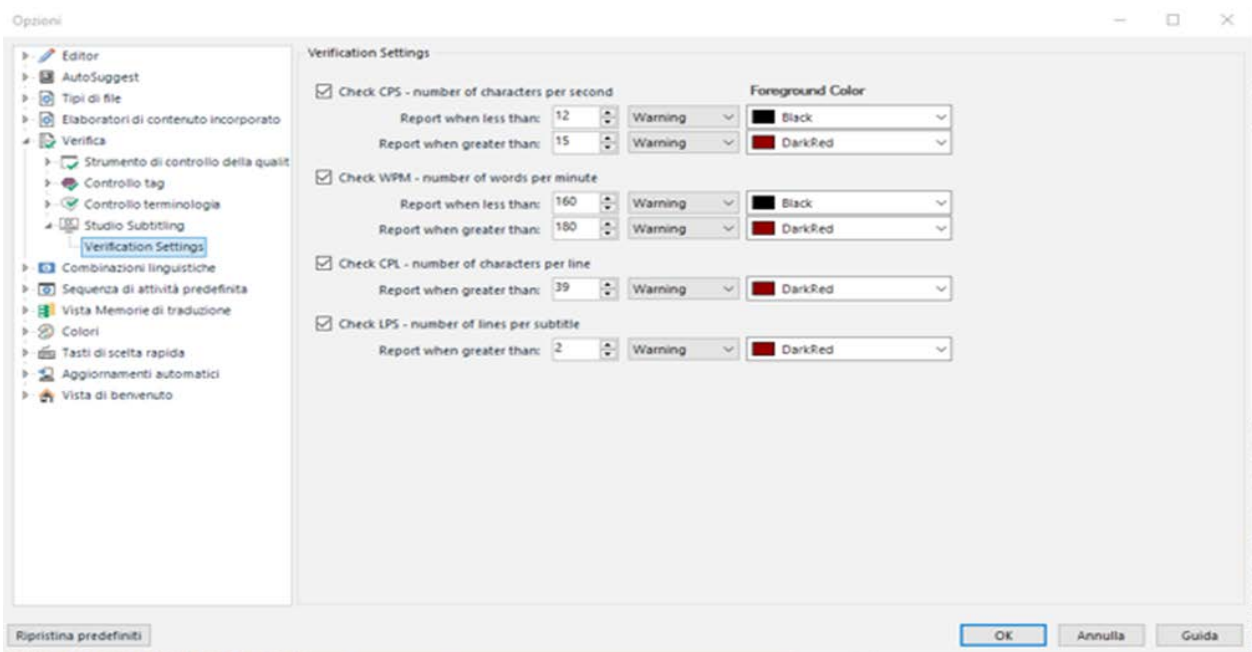 Opzioni
Editor
AutoSuggest
Tipi di file
Elaboratori di contenuto incorporato
Verifica
Strumento di controllo della qualit
Controllo tag
Controllo terminologia
Studio Subtitling
Verification Settings
Combinazioni linguistiche
Sequenza di attività predefinita
Vista Memorie di traduzione
Colori
Tasti di scelta rapida
Aggiornamenti automatici
Vista di benvenuto
Verification Settings
Check CPS - number of characters per second Foreground Color
Report when less than: 12 Warning Black
Report when greater than: 15 Warning DarkRed
Check WPM - number of words per minute
Report when less than: 160 Warning Black
Report when greater than: 180 Warning DarkRed
Check CPL - number of characters per line
Report when greater than: 39 Warning DarkRed
Check LPS - number of lines per subtitle
Report when greater than: 2 Warning DarkRed
Ripristina predefiniti OK Annulla Guida